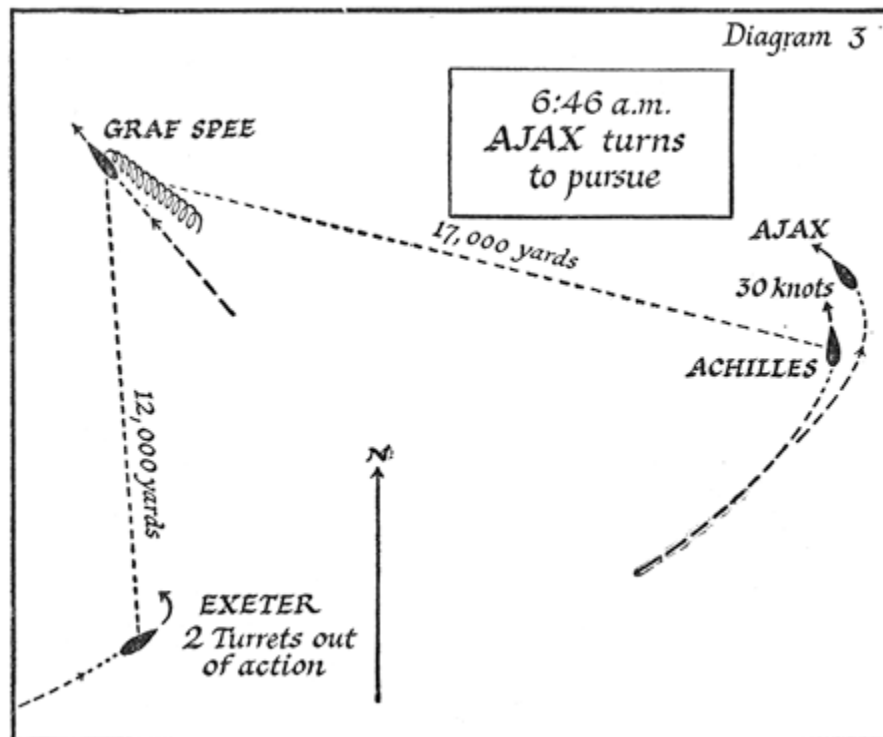 Diagram 3
6:46 a.m.
AJAX turns
to pursue
GRAF SPEE
17,000 yards
AJAX
30 knots
ACHILLES
12,000 yards
N
EXETER
2 Turrets out
of action